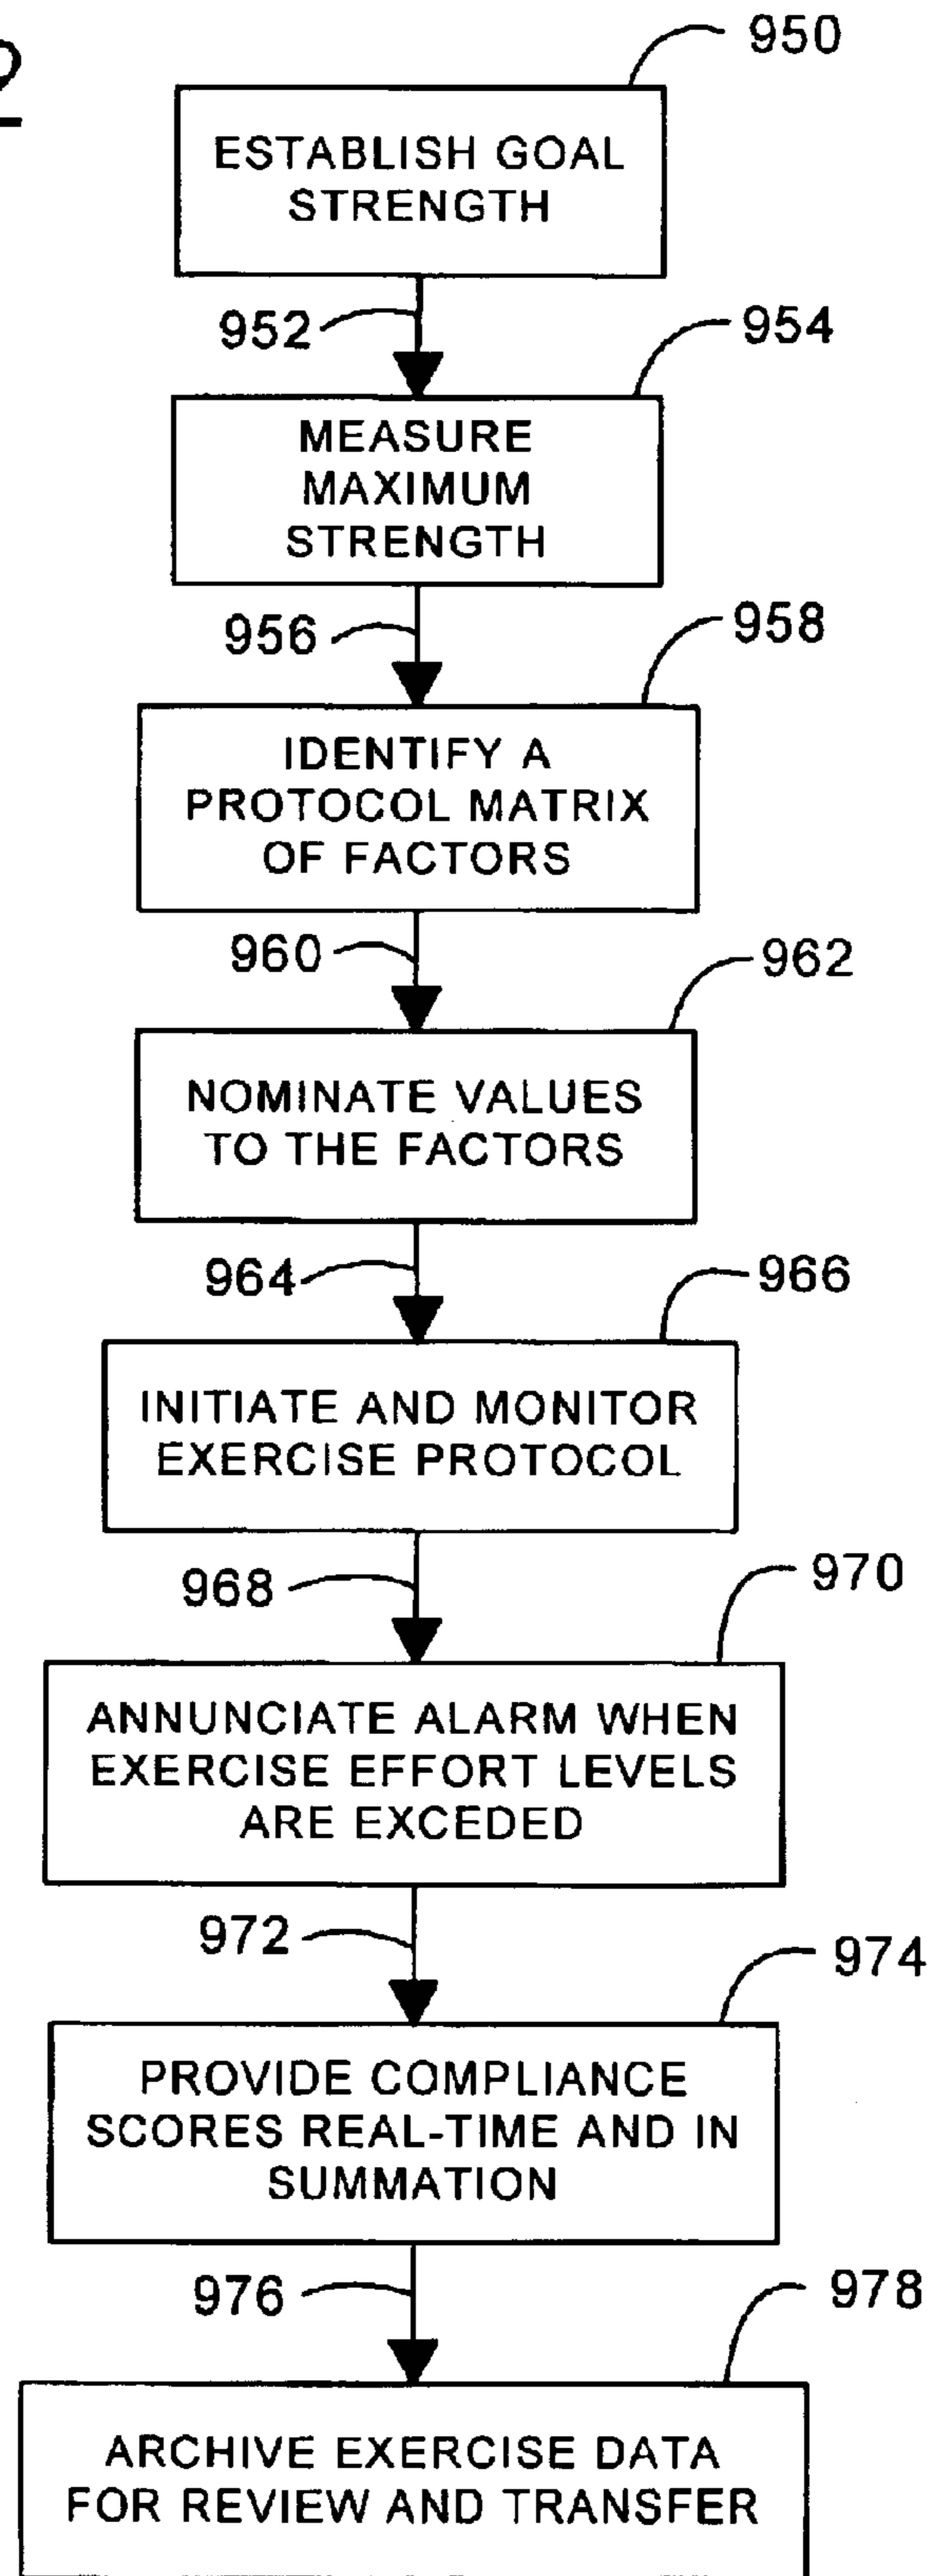 2
950
ESTABLISH GOAL
STRENGTH
952
954
MEASURE
MAXIMUM
STRENGTH
956
958
IDENTIFY A
PROTOCOL MATRIX
OF FACTORS
960
962
NOMINATE VALUES
TO THE FACTORS
964
966
INITIATE AND MONITOR
EXERCISE PROTOCOL
968
970
ANNUNCIATE ALARM WHEN
EXERCISE EFFORT LEVELS
ARE EXCEDED
972
974
PROVIDE COMPLIANCE
SCORES REAL-TIME AND IN
SUMMATION
976
978
ARCHIVE EXERCISE DATA
FOR REVIEW AND TRANSFER